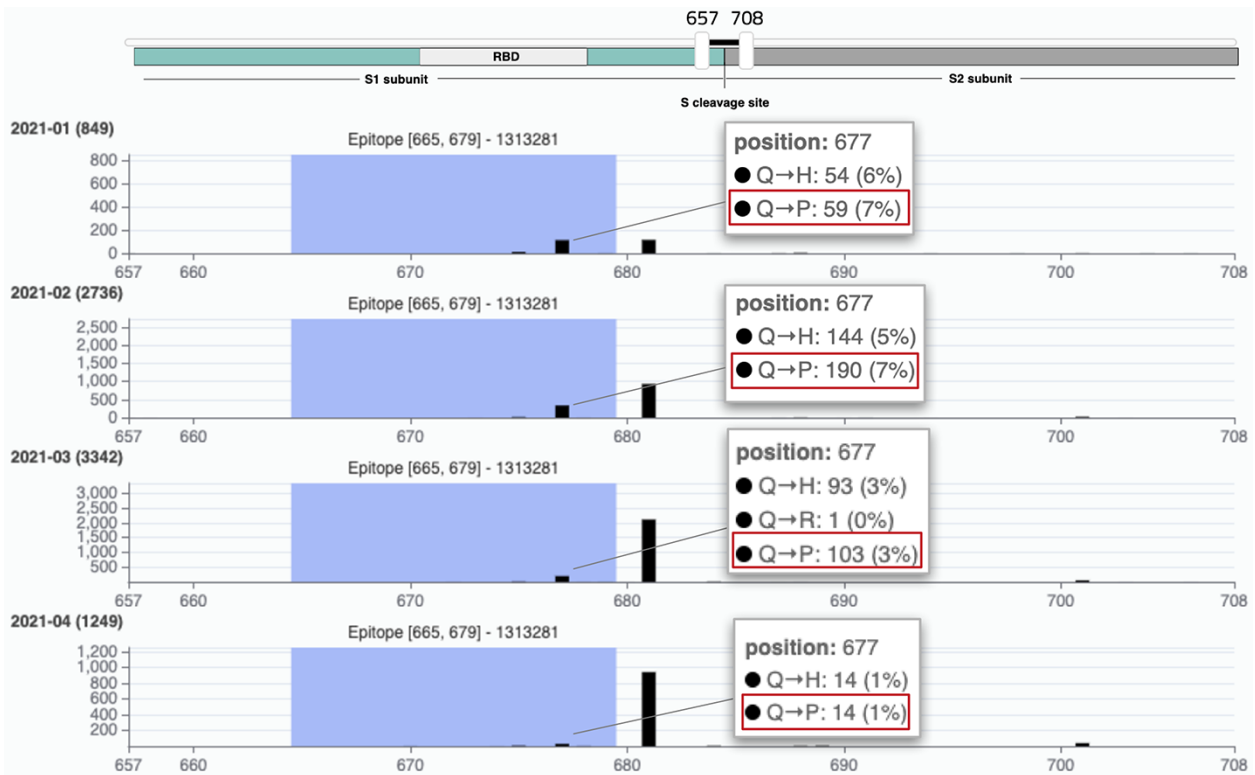 657 708
RBD
S1 subunit S2 subunit
S cleavage site
2021-01 (849)
Epitope [665, 679] - 1313281
position: 677
Q→H: 54 (6%)
Q→P: 59 (7%)
800
600
400
200
0
657 660 670 680 690 700 708
2021-02 (2736)
Epitope [665, 679] - 1313281
position: 677
Q→H: 144 (5%)
Q→P: 190 (7%)
2,500
2,000
1,500
1,000
500
0
657 660 670 680 690 700 708
2021-03 (3342)
Epitope [665, 679] - 1313281
position: 677
Q→H: 93 (3%)
Q→R: 1 (0%)
Q→P: 103 (3%)
3,000
2,500
2,000
1,500
1,000
500
657 660 670 680 690 700 708
2021-04 (1249)
Epitope [665, 679] - 1313281
position: 677
Q→H: 14 (1%)
Q→P: 14 (1%)
1,200
1,000
800
600
400
200
657 660 670 680 690 700 708